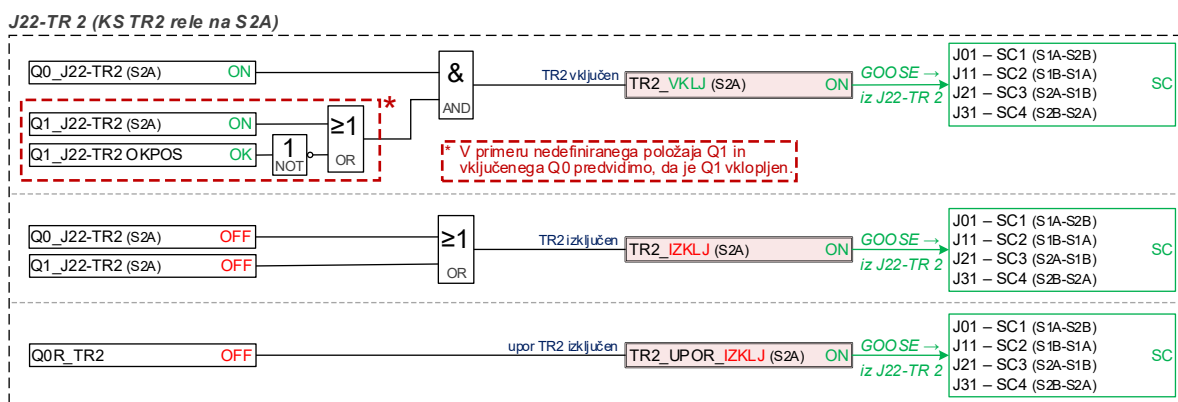 J22-TR 2 (KS TR2 rele na S2A)
Q0_J22-TR2 (S2A) ON
& AND
TR2 vključen
TR2_VKLJ (S2A) ON
GOOSE →
iz J22-TR 2
J01 – SC1 (S1A-S2B)
J11 – SC2 (S1B-S1A)
J21 – SC3 (S2A-S1B)
J31 – SC4 (S2B-S2A)
SC
*
Q1_J22-TR2 (S2A) ON
Q1_J22-TR2 OKPOS OK
1 NOT
≥1 OR
* V primeru nedefiniranega položaja Q1 in
vključenega Q0 predvidimo, da je Q1 vklopljen.
Q0_J22-TR2 (S2A) OFF
Q1_J22-TR2 (S2A) OFF
≥1 OR
TR2 izključen
TR2_IZKLJ (S2A) ON
GOOSE →
iz J22-TR 2
J01 – SC1 (S1A-S2B)
J11 – SC2 (S1B-S1A)
J21 – SC3 (S2A-S1B)
J31 – SC4 (S2B-S2A)
SC
Q0R_TR2 OFF
upor TR2 izključen
TR2_UPOR_IZKLJ (S2A) ON
GOOSE →
iz J22-TR 2
J01 – SC1 (S1A-S2B)
J11 – SC2 (S1B-S1A)
J21 – SC3 (S2A-S1B)
J31 – SC4 (S2B-S2A)
SC